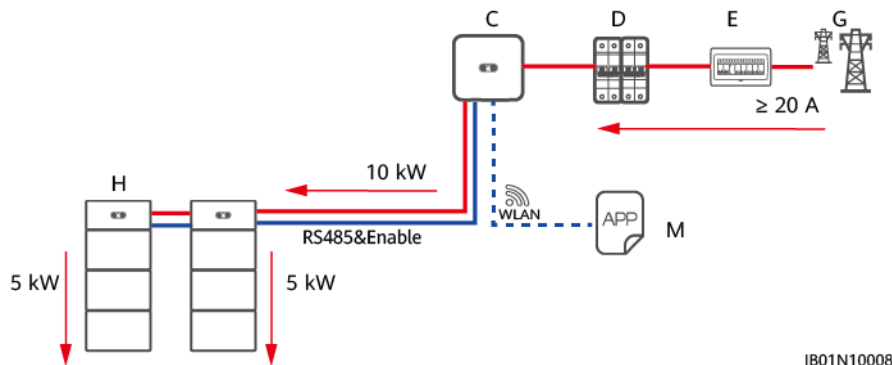 C D E G
≥ 20 A
10 kW
H
WLAN
APP
M
RS485&Enable
5 kW 5 kW
IB01N10008